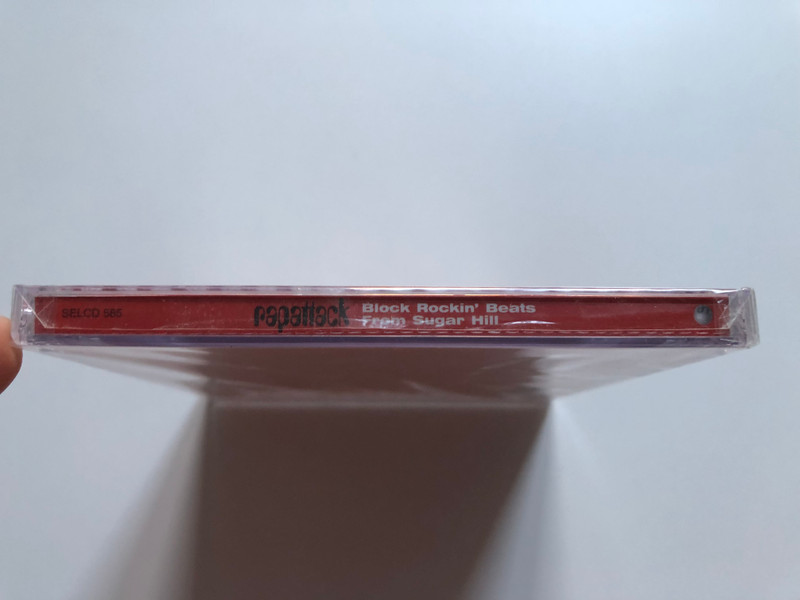 SELCD 585
rapattack
Block Rockin' Beats
From Sugar Hill